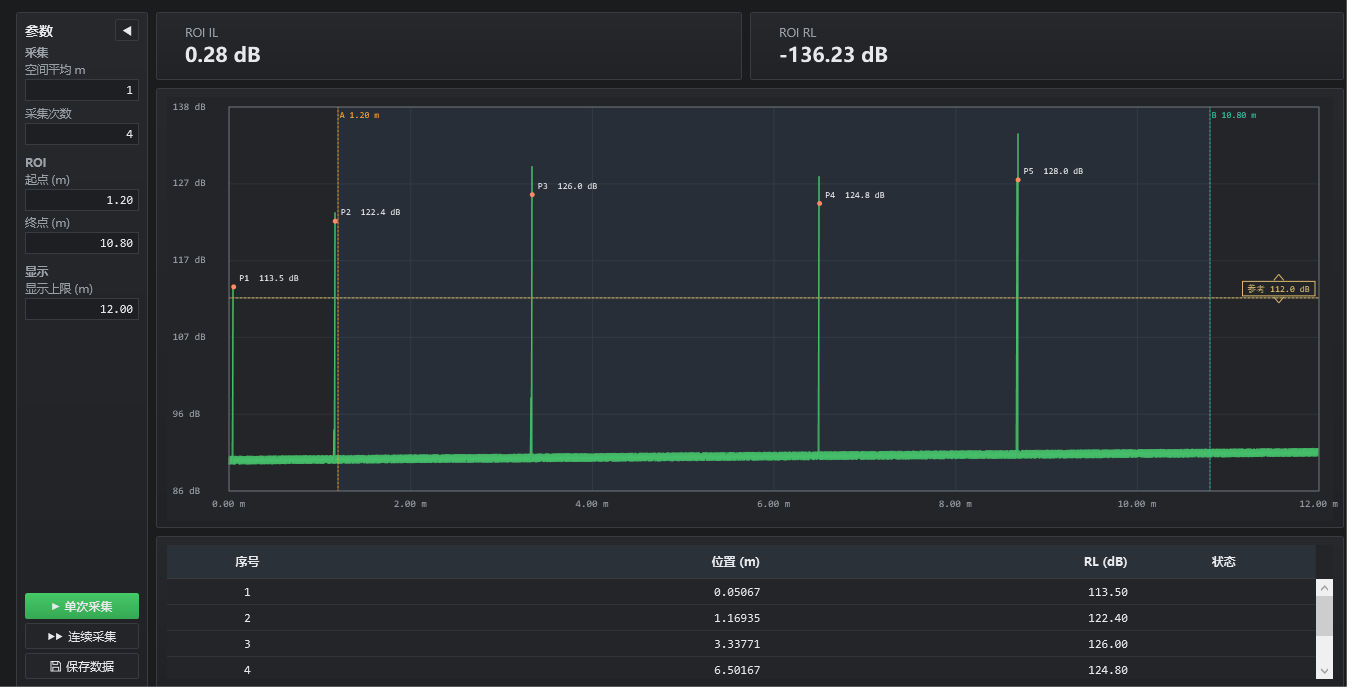 参数
◀
采集
空间平均 m
1
采集次数
4
ROI
起点 (m)
1.20
终点 (m)
10.80
显示
显示上限 (m)
12.00
▶ 单次采集
▶▶ 连续采集
保存数据
ROI IL
0.28 dB
ROI RL
-136.23 dB
138 dB
127 dB
117 dB
107 dB
96 dB
86 dB
A 1.20 m
B 10.80 m
P1 113.5 dB
P2 122.4 dB
P3 126.0 dB
P4 124.8 dB
P5 128.0 dB
参考 112.0 dB
0.00 m 2.00 m 4.00 m 6.00 m 8.00 m 10.00 m 12.00 m
序号 位置 (m) RL (dB) 状态
1 0.05067 113.50
2 1.16935 122.40
3 3.33771 126.00
4 6.50167 124.80